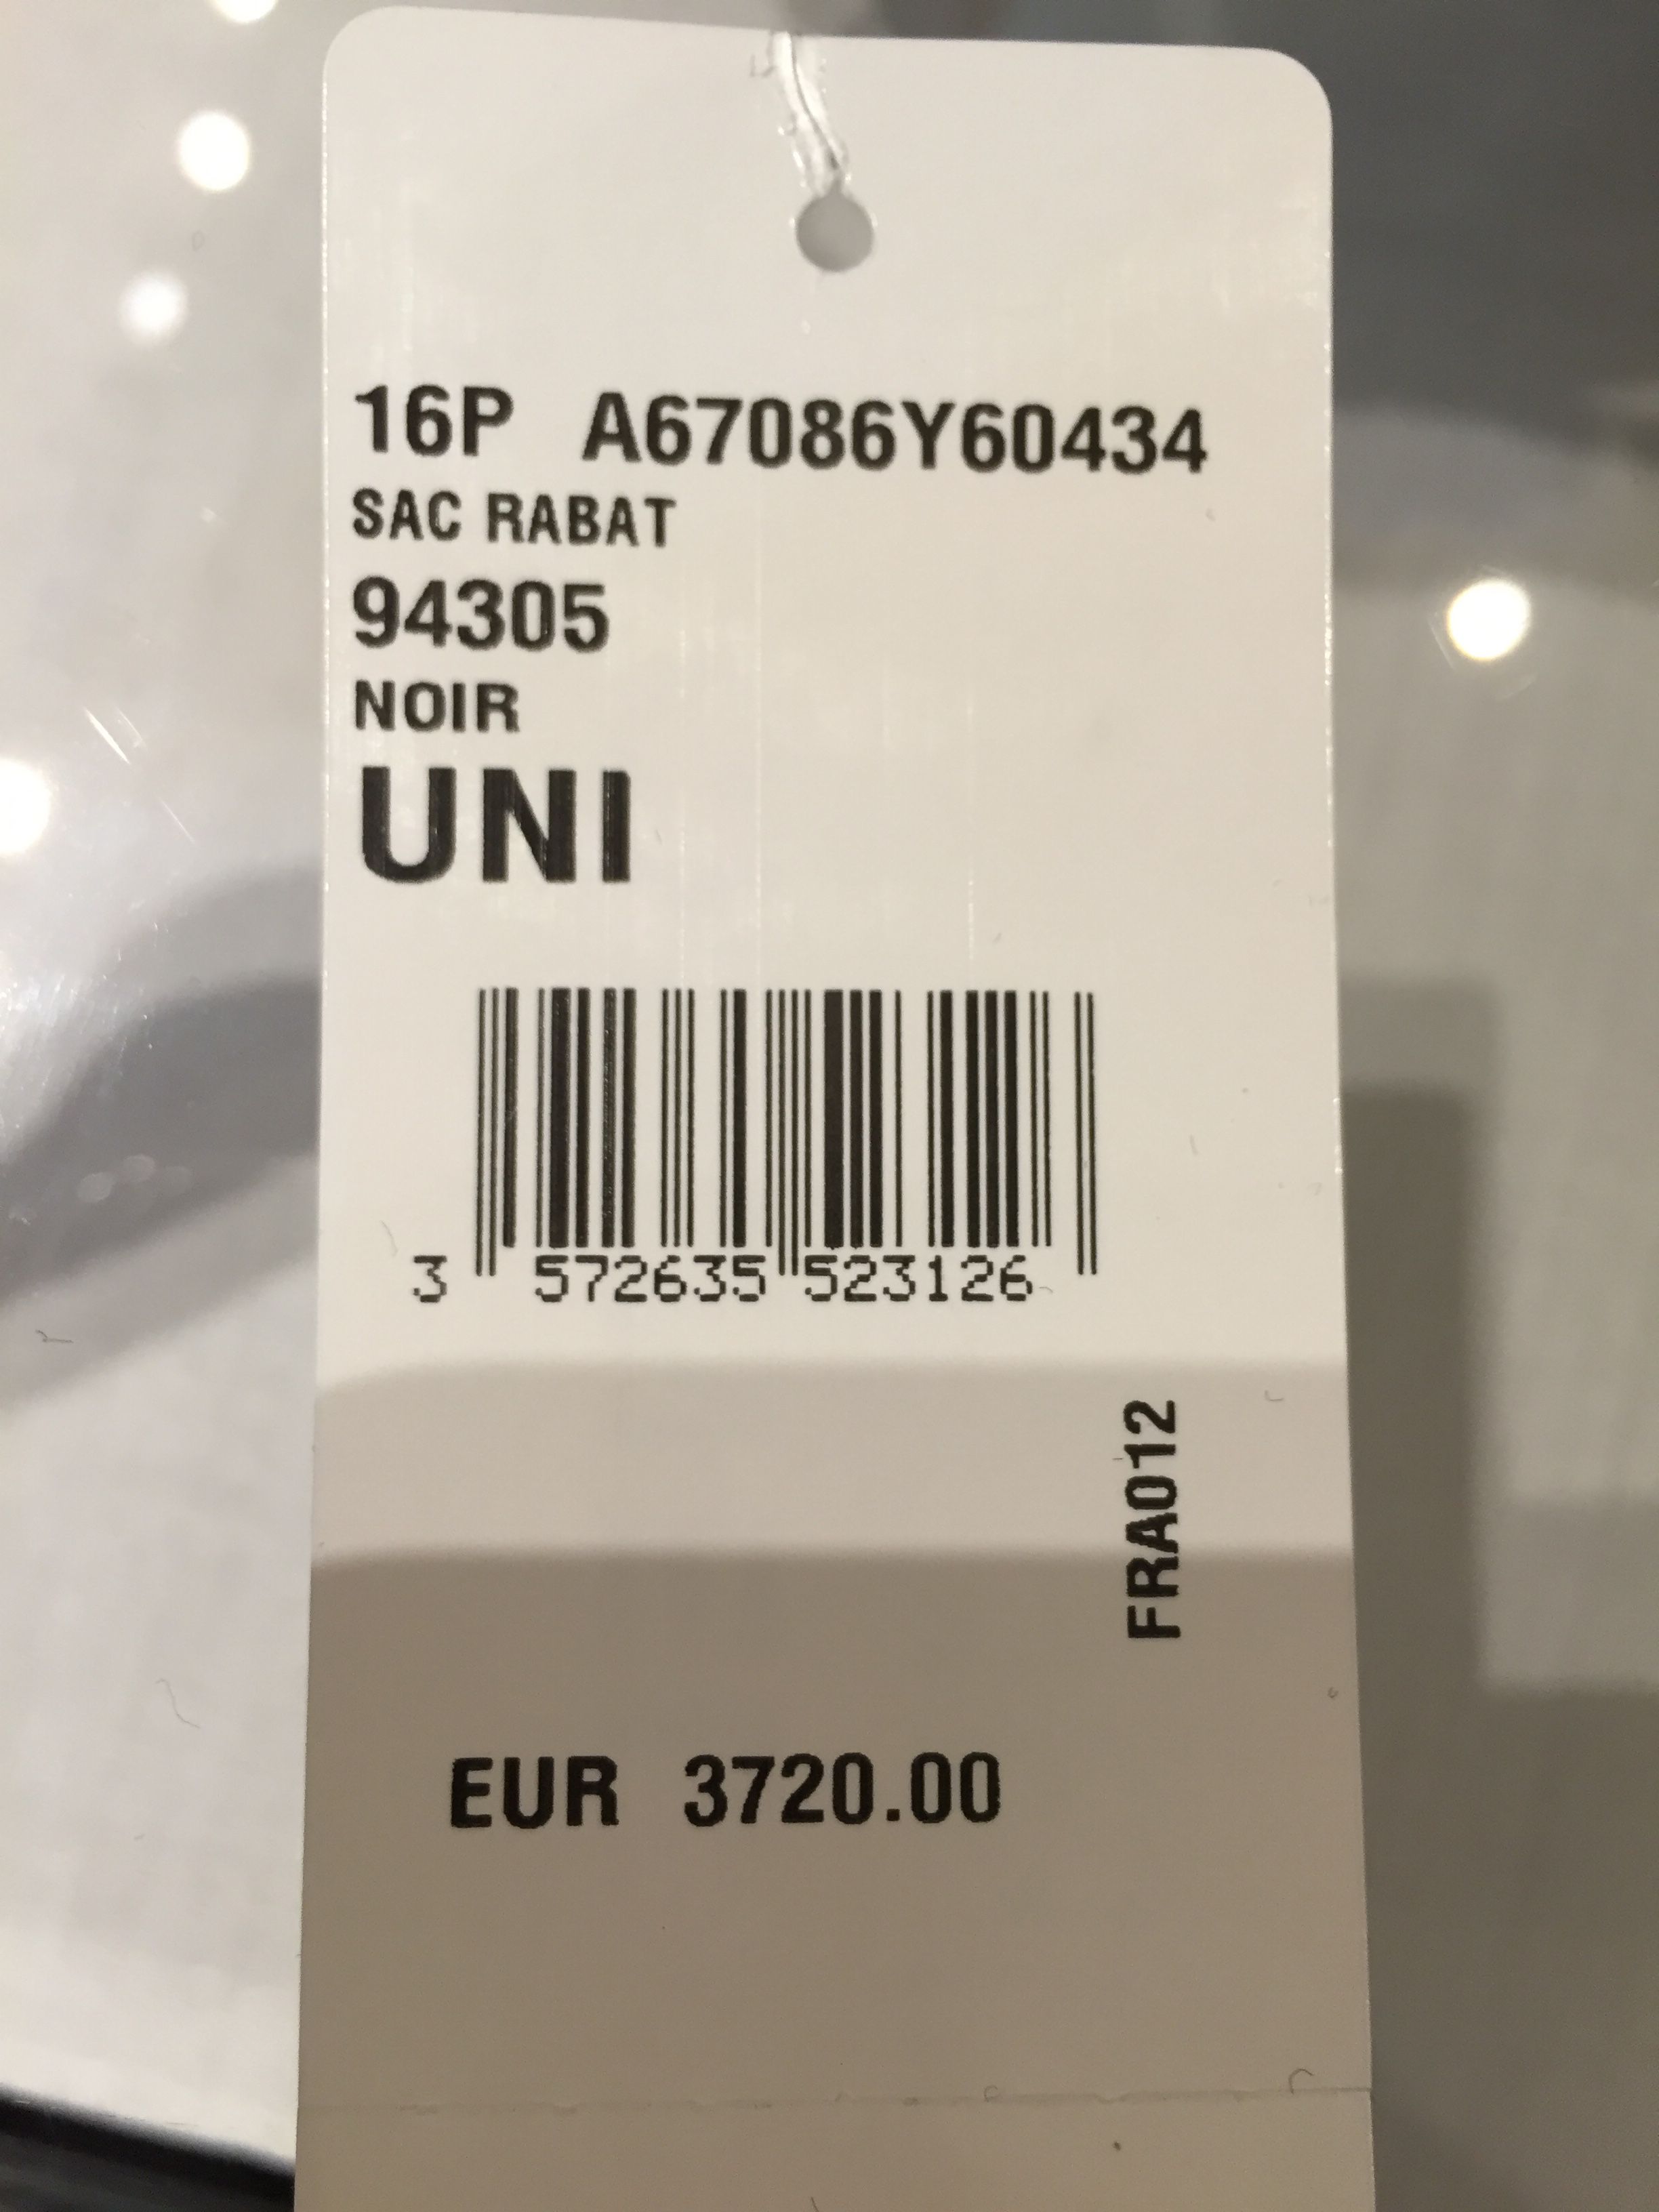 16P A67086Y60434
SAC RABAT
94305
NOIR
UNI
3 572635 523126
FRA012
EUR 3720.00